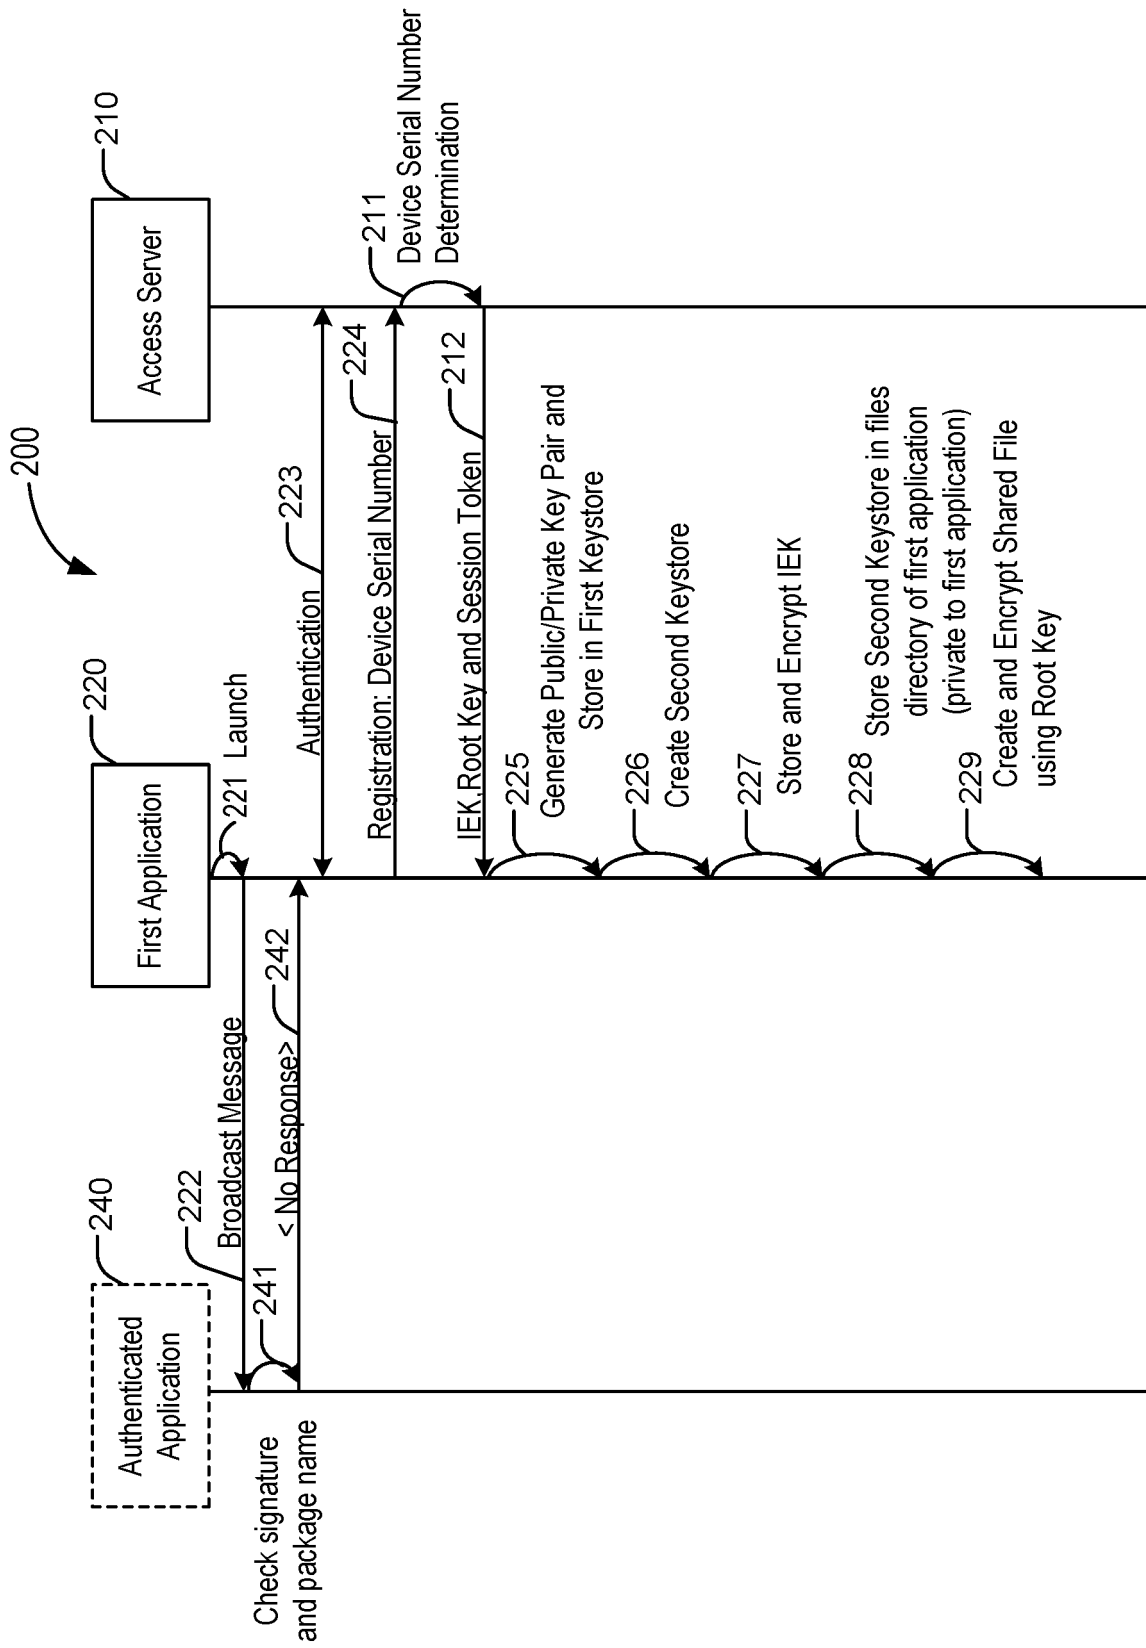 200
240
220
210
Authenticated
Application
First Application
Access Server
221 Launch
222
Broadcast Message
241
Check signature
and package name
242
< No Response>
223
Authentication
224
Registration: Device Serial Number
211
Device Serial Number
Determination
212
IEK,Root Key and Session Token
225
Generate Public/Private Key Pair and
Store in First Keystore
226
Create Second Keystore
227
Store and Encrypt IEK
228
Store Second Keystore in files
directory of first application
(private to first application)
229
Create and Encrypt Shared File
using Root Key